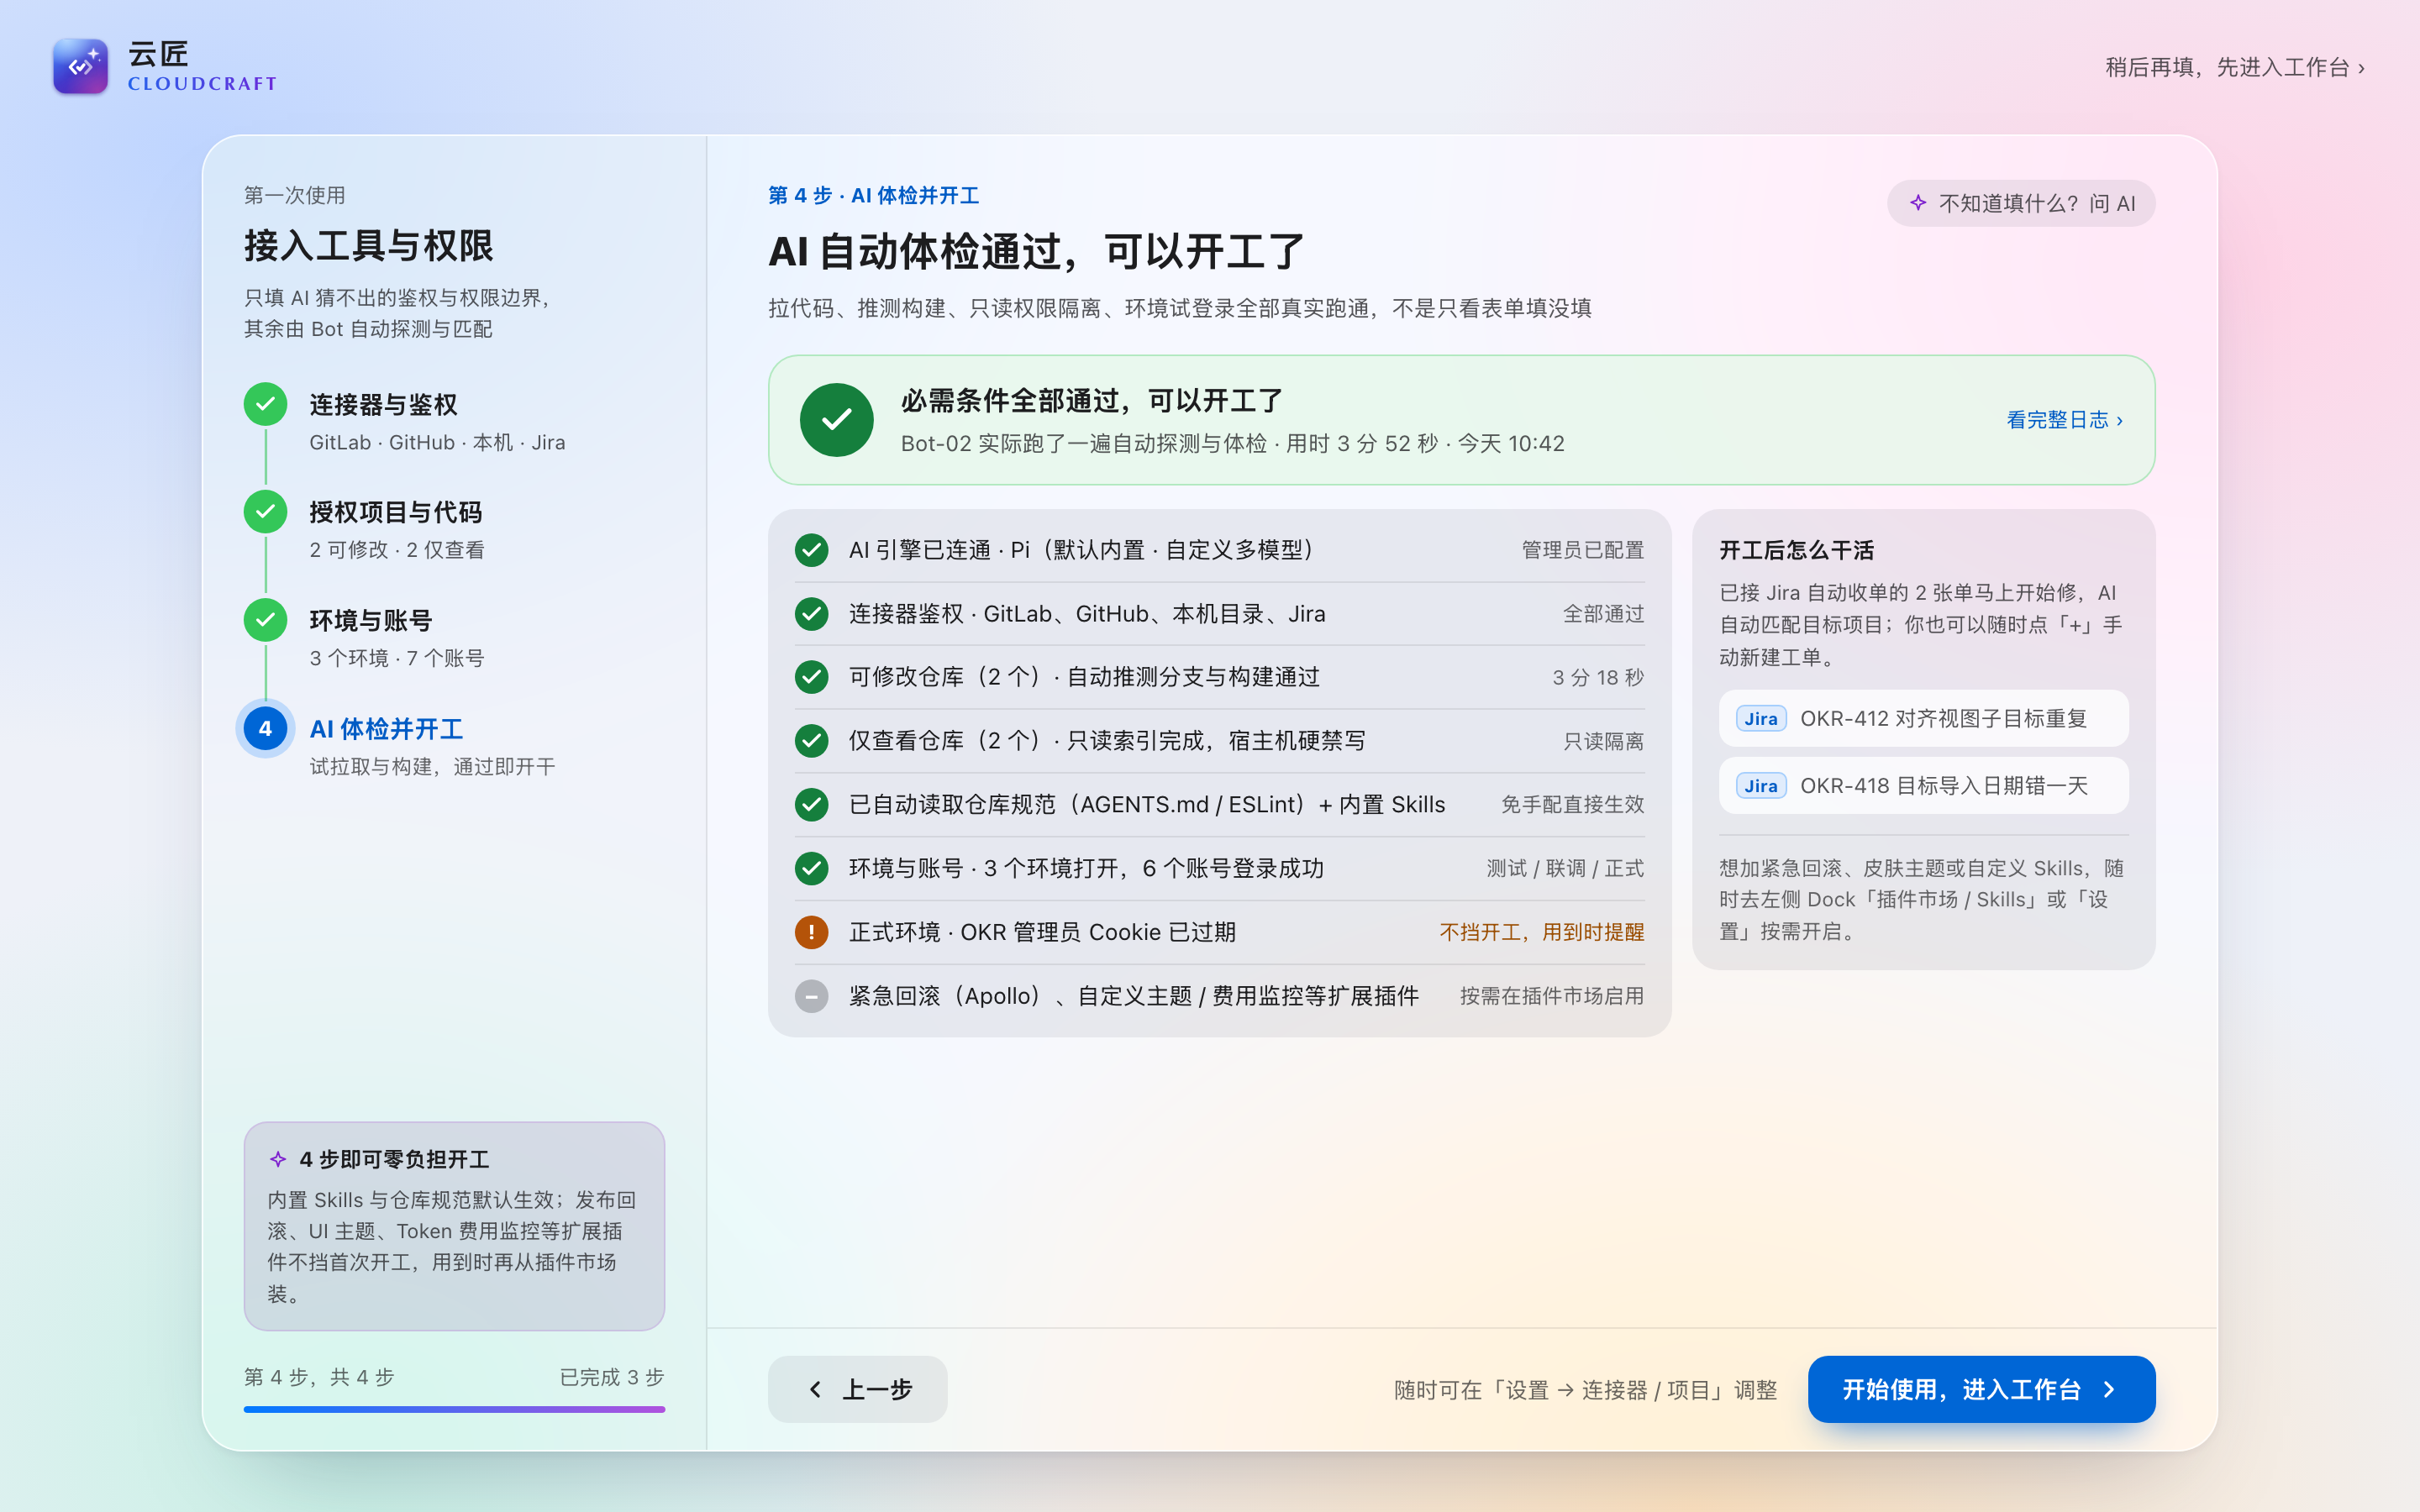 云匠
CLOUDCRAFT
稍后再填，先进入工作台 ›
第一次使用
接入工具与权限
只填 AI 猜不出的鉴权与权限边界，
其余由 Bot 自动探测与匹配
连接器与鉴权
GitLab · GitHub · 本机 · Jira
授权项目与代码
2 可修改 · 2 仅查看
环境与账号
3 个环境 · 7 个账号
4
AI 体检并开工
试拉取与构建，通过即开干
4 步即可零负担开工
内置 Skills 与仓库规范默认生效；发布回
滚、UI 主题、Token 费用监控等扩展插
件不挡首次开工，用到时再从插件市场
装。
第 4 步，共 4 步
已完成 3 步
第 4 步 · AI 体检并开工
不知道填什么？问 AI
AI 自动体检通过，可以开工了
拉代码、推测构建、只读权限隔离、环境试登录全部真实跑通，不是只看表单填没填
必需条件全部通过，可以开工了
Bot-02 实际跑了一遍自动探测与体检 · 用时 3 分 52 秒 · 今天 10:42
看完整日志 ›
AI 引擎已连通 · Pi（默认内置 · 自定义多模型）
管理员已配置
连接器鉴权 · GitLab、GitHub、本机目录、Jira
全部通过
可修改仓库（2 个）· 自动推测分支与构建通过
3 分 18 秒
仅查看仓库（2 个）· 只读索引完成，宿主机硬禁写
只读隔离
已自动读取仓库规范（AGENTS.md / ESLint）+ 内置 Skills
免手配直接生效
环境与账号 · 3 个环境打开，6 个账号登录成功
测试 / 联调 / 正式
正式环境 · OKR 管理员 Cookie 已过期
不挡开工，用到时提醒
紧急回滚（Apollo）、自定义主题 / 费用监控等扩展插件
按需在插件市场启用
开工后怎么干活
已接 Jira 自动收单的 2 张单马上开始修，AI
自动匹配目标项目；你也可以随时点「+」手
动新建工单。
Jira OKR-412 对齐视图子目标重复
Jira OKR-418 目标导入日期错一天
想加紧急回滚、皮肤主题或自定义 Skills，随
时去左侧 Dock「插件市场 / Skills」或「设
置」按需开启。
上一步
随时可在「设置 → 连接器 / 项目」调整
开始使用，进入工作台